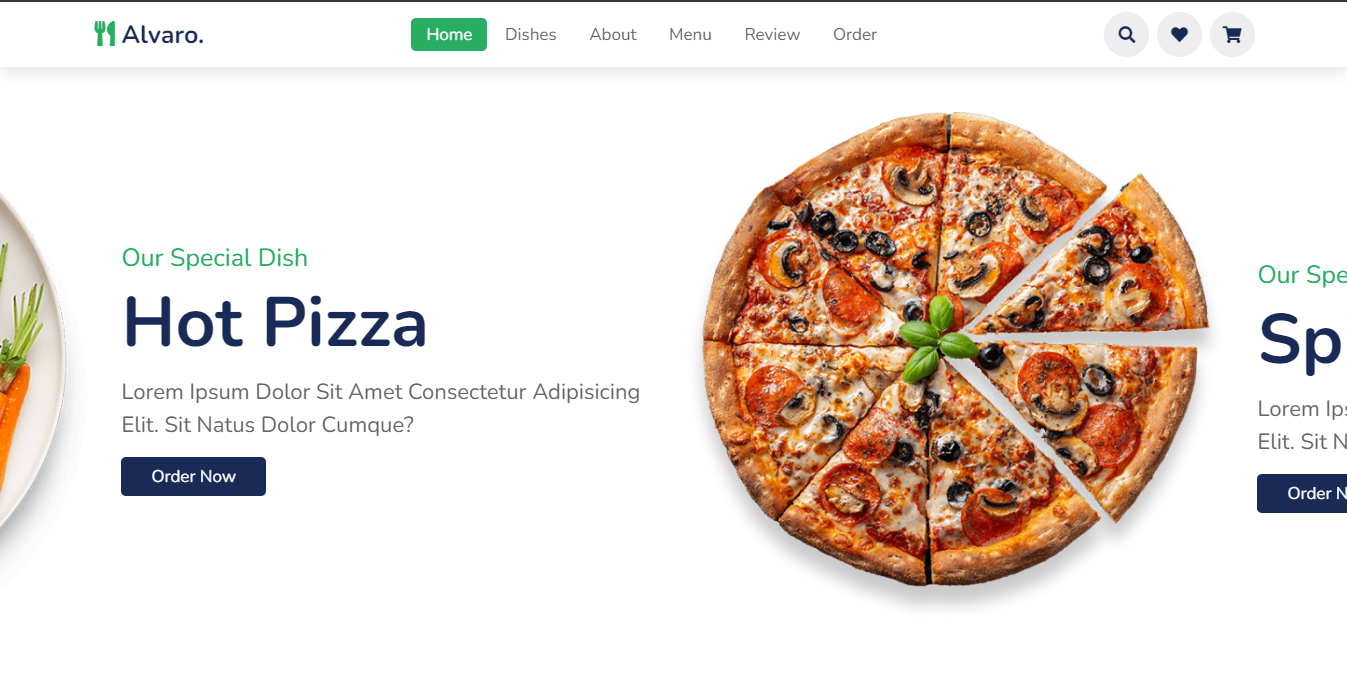 Alvaro.
Home Dishes About Menu Review Order
Our Special Dish
Hot Pizza
Lorem Ipsum Dolor Sit Amet Consectetur Adipisicing
Elit. Sit Natus Dolor Cumque?
Order Now
Our Spe
Sp
Lorem Ips
Elit. Sit N
Order N